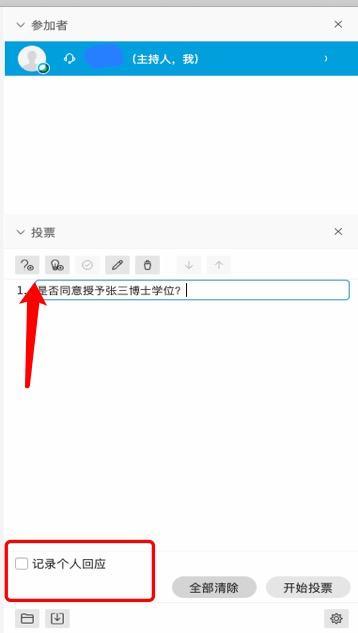 参加者
(主持人，我)
投票
1. 是否同意授予张三博士学位？
记录个人回应
全部清除
开始投票